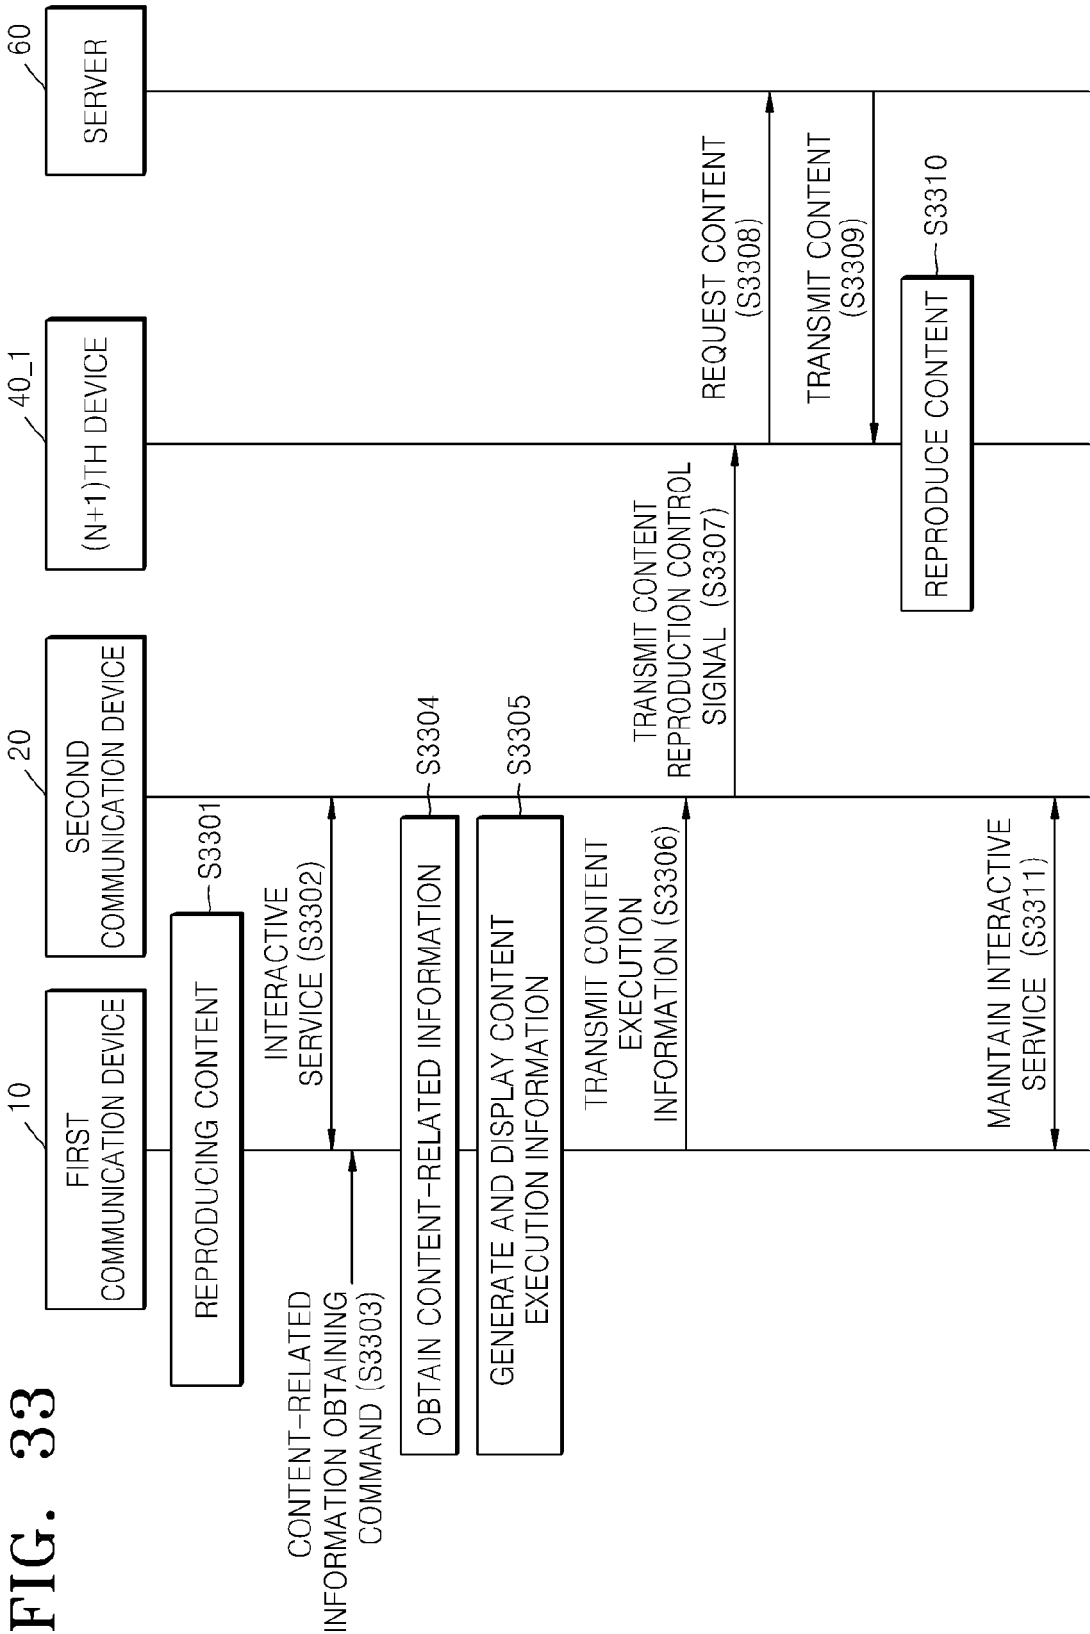 FIG. 33
10
20
40_1
60
FIRST
COMMUNICATION DEVICE
SECOND
COMMUNICATION DEVICE
(N+1)TH DEVICE
SERVER
REPRODUCING CONTENT
S3301
INTERACTIVE
SERVICE (S3302)
CONTENT-RELATED
INFORMATION OBTAINING
COMMAND (S3303)
OBTAIN CONTENT-RELATED INFORMATION
S3304
GENERATE AND DISPLAY CONTENT
EXECUTION INFORMATION
S3305
TRANSMIT CONTENT
EXECUTION
INFORMATION (S3306)
TRANSMIT CONTENT
REPRODUCTION CONTROL
SIGNAL (S3307)
REQUEST CONTENT
(S3308)
TRANSMIT CONTENT
(S3309)
REPRODUCE CONTENT
S3310
MAINTAIN INTERACTIVE
SERVICE (S3311)